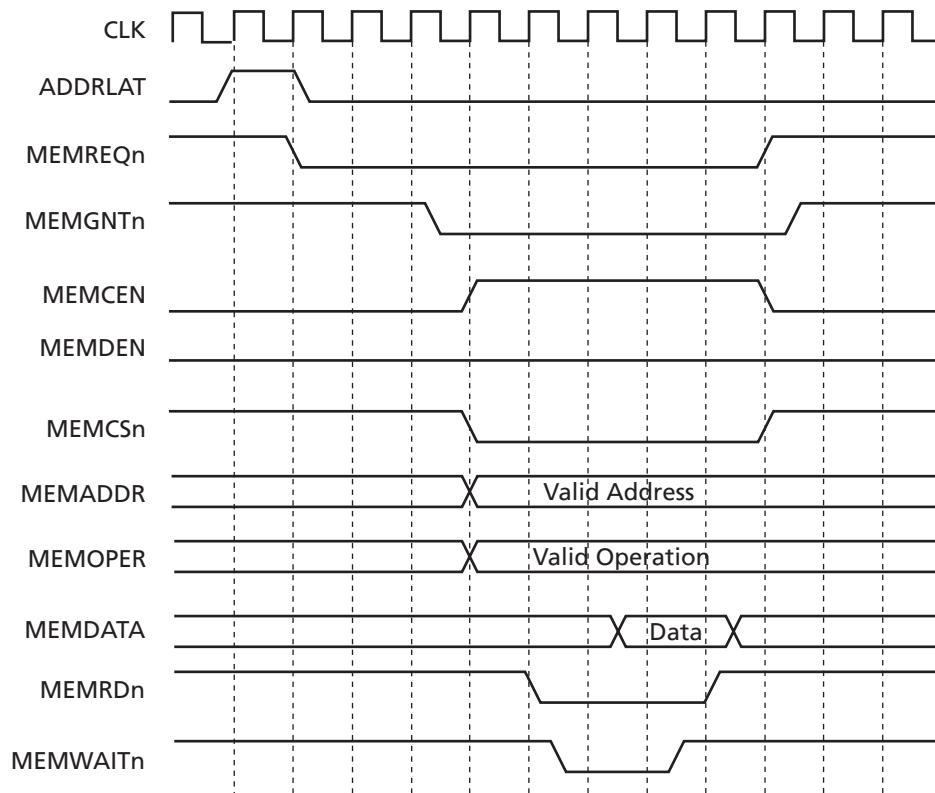 CLK
ADDRLAT
MEMREQn
MEMGNTn
MEMCEN
MEMDEN
MEMCSn
MEMADDR
Valid Address
MEMOPER
Valid Operation
MEMDATA
Data
MEMRDn
MEMWAITn